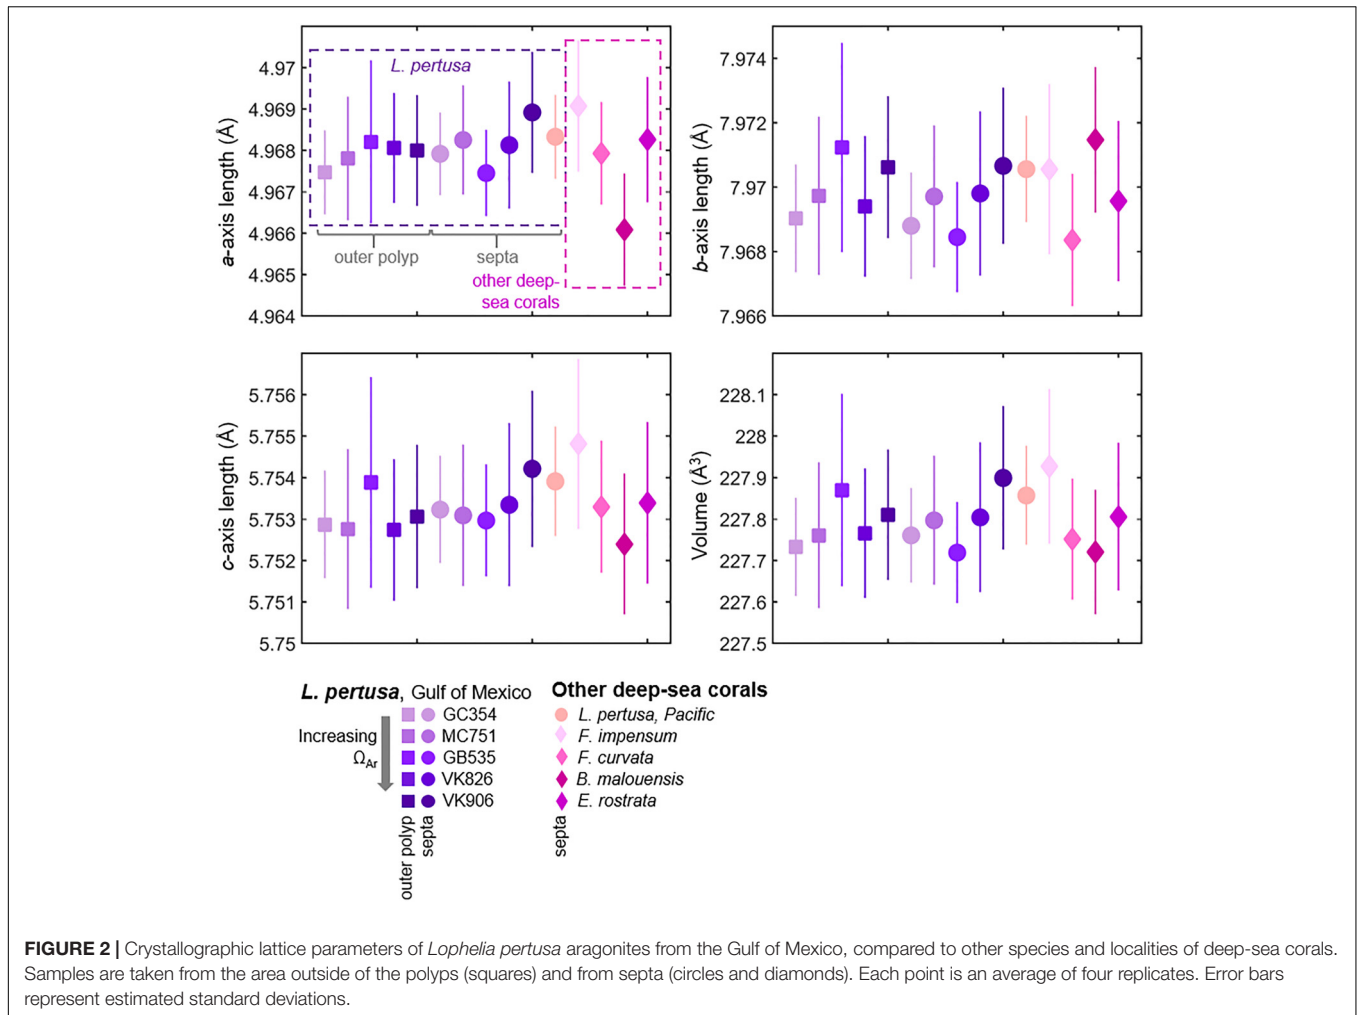 4.97
4.969
4.968
4.967
4.966
4.965
4.964
a-axis length (Å)
L. pertusa
outer polyp
septa
other deep-
sea corals
7.974
7.972
7.97
7.968
7.966
b-axis length (Å)
5.756
5.755
5.754
5.753
5.752
5.751
5.75
c-axis length (Å)
228.1
228
227.9
227.8
227.7
227.6
227.5
Volume (Å³)
L. pertusa, Gulf of Mexico
Increasing
Ω_Ar
GC354
MC751
GB535
VK826
VK906
outer polyp
septa
Other deep-sea corals
L. pertusa, Pacific
F. impensum
F. curvata
B. malouensis
E. rostrata
septa
FIGURE 2 | Crystallographic lattice parameters of Lophelia pertusa aragonites from the Gulf of Mexico, compared to other species and localities of deep-sea corals.
Samples are taken from the area outside of the polyps (squares) and from septa (circles and diamonds). Each point is an average of four replicates. Error bars
represent estimated standard deviations.